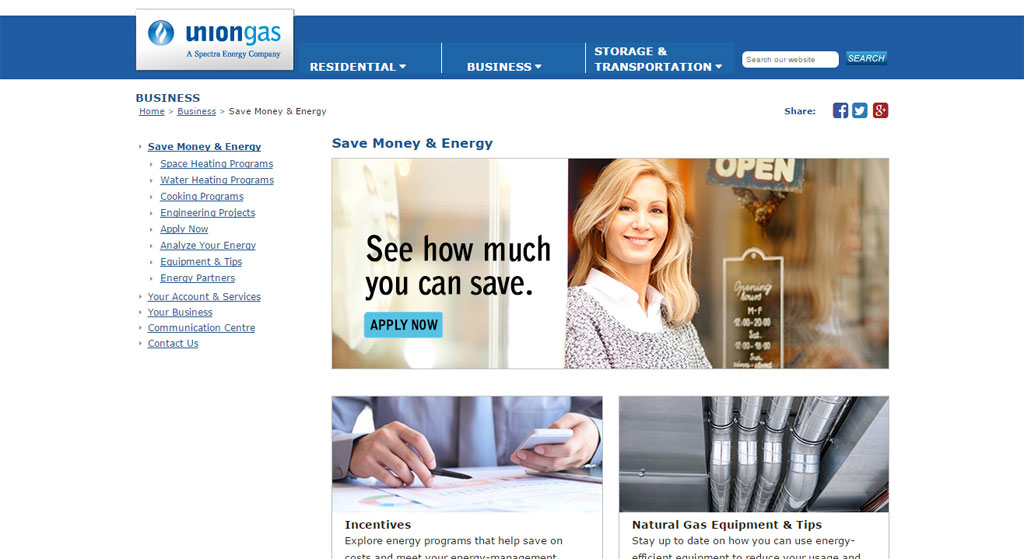 uniongas
A Spectra Energy Company
RESIDENTIAL
BUSINESS
STORAGE &
TRANSPORTATION
Search our website
SEARCH
BUSINESS
Home > Business > Save Money & Energy
Share:
Save Money & Energy
Space Heating Programs
Water Heating Programs
Cooking Programs
Engineering Projects
Apply Now
Analyze Your Energy
Equipment & Tips
Energy Partners
Your Account & Services
Your Business
Communication Centre
Contact Us
Save Money & Energy
See how much
you can save.
APPLY NOW
OPEN
Opening
hours
M-F
12:00-20:00
Sat.
12:00-18:00
Sun.
Incentives
Explore energy programs that help save on
costs and meet your energy-management
Natural Gas Equipment & Tips
Stay up to date on how you can use energy-
efficient equipment to reduce your usage and